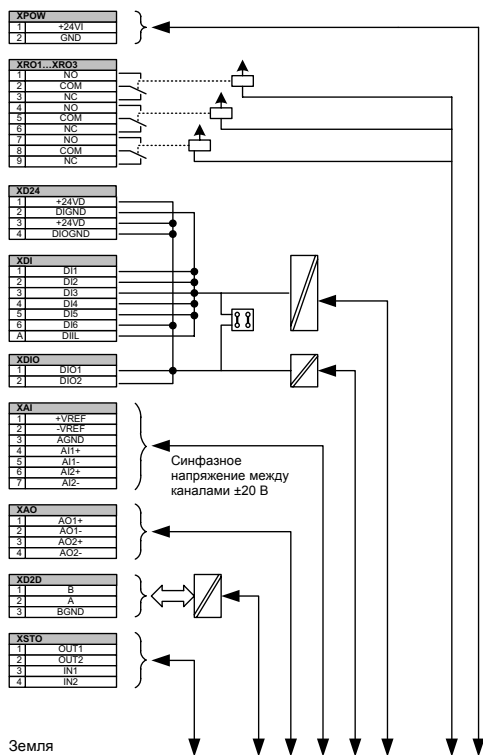 XPOW
1 +24VI
2 GND
XRO1...XRO3
1 NO
2 COM
3 NC
4 NO
5 COM
6 NC
7 NO
8 COM
9 NC
XD24
1 +24VD
2 DIGND
3 +24VD
4 DIOGND
XDI
1 DI1
2 DI2
3 DI3
4 DI4
5 DI5
6 DI6
A DIIL
XDIO
1 DIO1
2 DIO2
XAI
1 +VREF
2 -VREF
3 AGND
4 AI1+
5 AI1-
6 AI2+
7 AI2-
Синфазное
напряжение между
каналами ±20 В
XAO
1 AO1+
2 AO1-
3 AO2+
4 AO2-
XD2D
1 B
2 A
3 BGND
XSTO
1 OUT1
2 OUT2
3 IN1
4 IN2
Земля